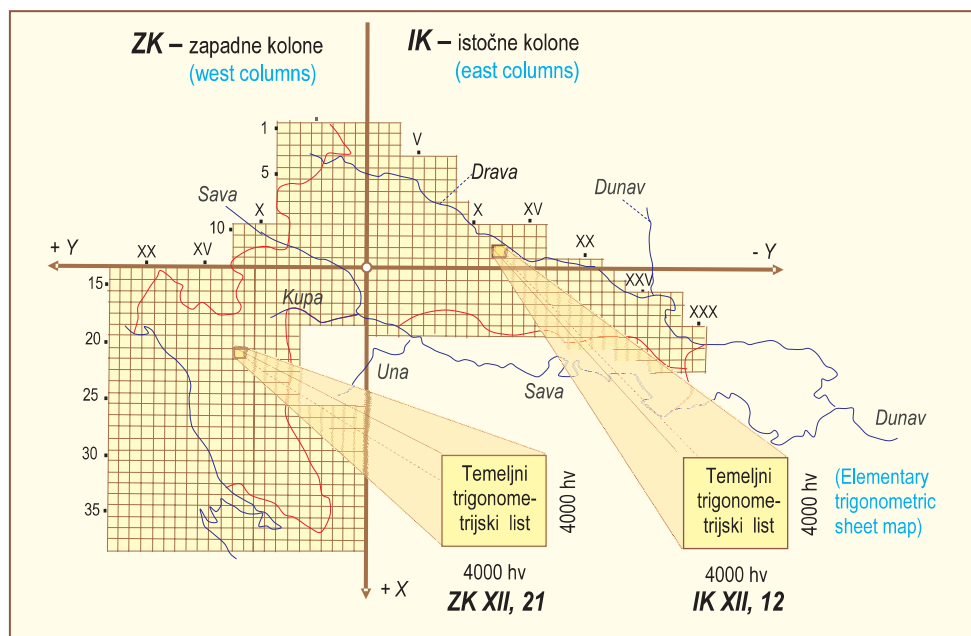 ZK – zapadne kolone
(west columns)
IK – istočne kolone
(east columns)
1
V
5
Drava
Sava
Dunav
X
X
XV
10
XX
+ Y
XX
XV
- Y
15
XXV
Kupa
XXX
20
Una
25
Sava
Dunav
30
35
Temeljni
trigonome-
trijski list
4000 hv
4000 hv
ZK XII, 21
Temeljni
trigonome-
trijski list
4000 hv
4000 hv
IK XII, 12
(Elementary
trigonometric
sheet map)
+ X